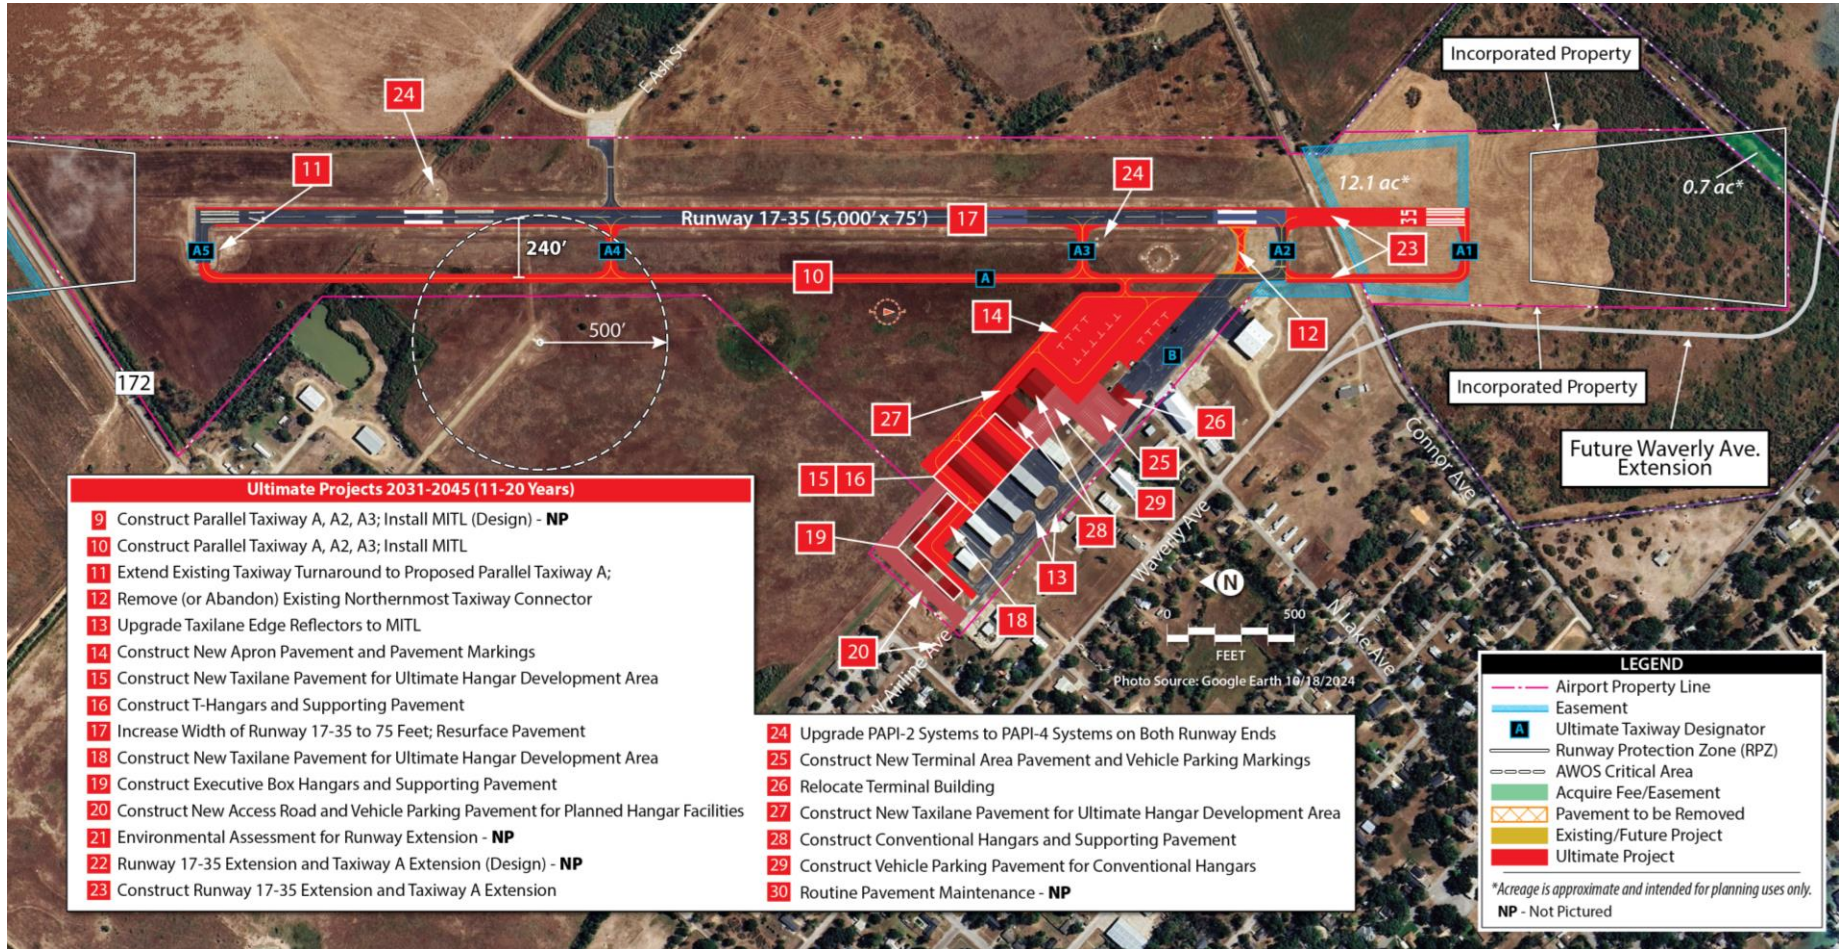 Incorporated Property
24
E Ash St
11
24
12.1 ac*
0.7 ac*
Runway 17-35 (5,000' x 75')
17
35
A5
240'
A4
A3
A2
23
A1
10
A
14
12
500'
B
172
Incorporated Property
27
26
Connor Ave
Future Waverly Ave.
Extension
25
15
16
29
28
Waverly Ave
19
13
N
18
0
500
FEET
N Lake Ave
20
W Airline Ave
Photo Source: Google Earth 10/18/2024
Ultimate Projects 2031-2045 (11-20 Years)
9 Construct Parallel Taxiway A, A2, A3; Install MITL (Design) - NP
10 Construct Parallel Taxiway A, A2, A3; Install MITL
11 Extend Existing Taxiway Turnaround to Proposed Parallel Taxiway A;
12 Remove (or Abandon) Existing Northernmost Taxiway Connector
13 Upgrade Taxilane Edge Reflectors to MITL
14 Construct New Apron Pavement and Pavement Markings
15 Construct New Taxilane Pavement for Ultimate Hangar Development Area
16 Construct T-Hangars and Supporting Pavement
17 Increase Width of Runway 17-35 to 75 Feet; Resurface Pavement
18 Construct New Taxilane Pavement for Ultimate Hangar Development Area
19 Construct Executive Box Hangars and Supporting Pavement
20 Construct New Access Road and Vehicle Parking Pavement for Planned Hangar Facilities
21 Environmental Assessment for Runway Extension - NP
22 Runway 17-35 Extension and Taxiway A Extension (Design) - NP
23 Construct Runway 17-35 Extension and Taxiway A Extension
24 Upgrade PAPI-2 Systems to PAPI-4 Systems on Both Runway Ends
25 Construct New Terminal Area Pavement and Vehicle Parking Markings
26 Relocate Terminal Building
27 Construct New Taxilane Pavement for Ultimate Hangar Development Area
28 Construct Conventional Hangars and Supporting Pavement
29 Construct Vehicle Parking Pavement for Conventional Hangars
30 Routine Pavement Maintenance - NP
LEGEND
Airport Property Line
Easement
A Ultimate Taxiway Designator
Runway Protection Zone (RPZ)
AWOS Critical Area
Acquire Fee/Easement
Pavement to be Removed
Existing/Future Project
Ultimate Project
*Acreage is approximate and intended for planning uses only.
NP - Not Pictured